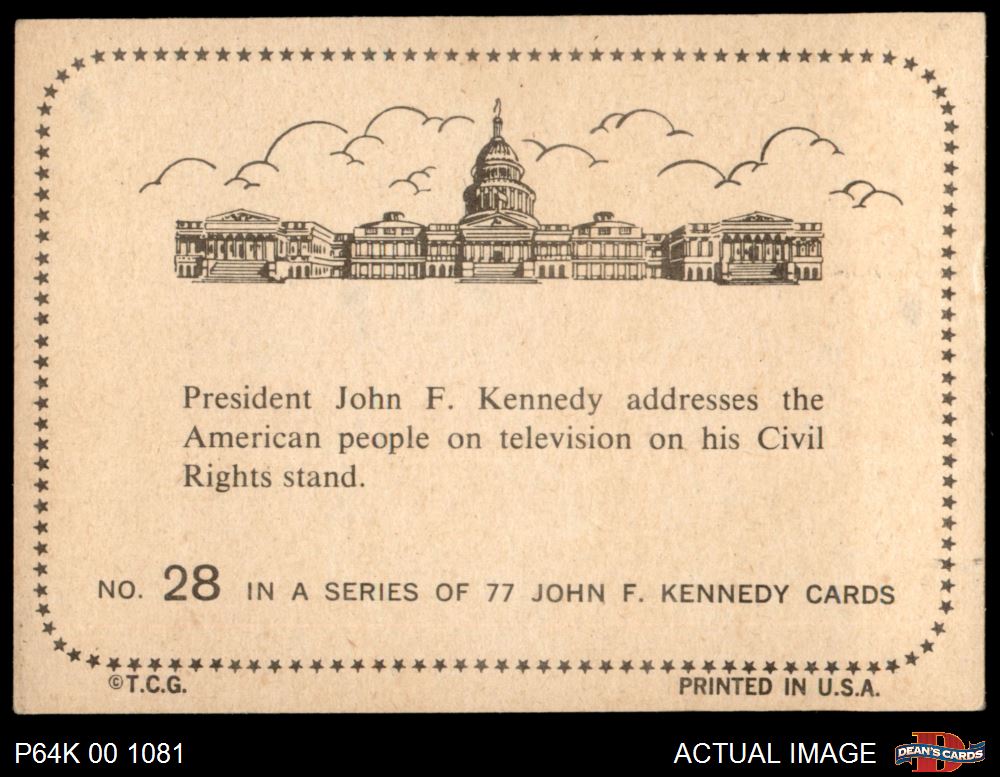 President John F. Kennedy addresses the
American people on television on his Civil
Rights stand.
NO. 28 IN A SERIES OF 77 JOHN F. KENNEDY CARDS
©T.C.G. PRINTED IN U.S.A.
P64K 00 1081 ACTUAL IMAGE DEAN'S CARDS